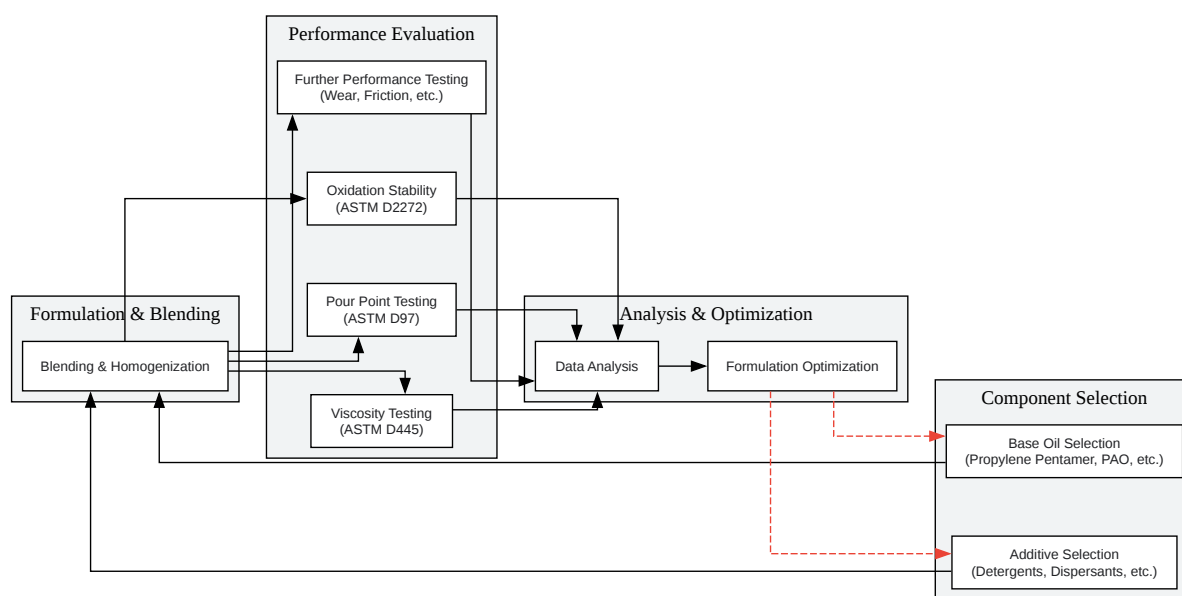 Performance Evaluation
Further Performance Testing
(Wear, Friction, etc.)
Oxidation Stability
(ASTM D2272)
Pour Point Testing
(ASTM D97)
Viscosity Testing
(ASTM D445)
Formulation & Blending
Blending & Homogenization
Analysis & Optimization
Data Analysis
Formulation Optimization
Component Selection
Base Oil Selection
(Propylene Pentamer, PAO, etc.)
Additive Selection
(Detergents, Dispersants, etc.)